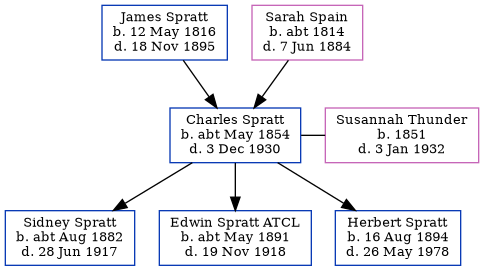 James Spratt
b. 12 May 1816
d. 18 Nov 1895
Sarah Spain
b. abt 1814
d. 7 Jun 1884
Charles Spratt
b. abt May 1854
d. 3 Dec 1930
Susannah Thunder
b. 1851
d. 3 Jan 1932
Sidney Spratt
b. abt Aug 1882
d. 28 Jun 1917
Edwin Spratt ATCL
b. abt May 1891
d. 19 Nov 1918
Herbert Spratt
b. 16 Aug 1894
d. 26 May 1978